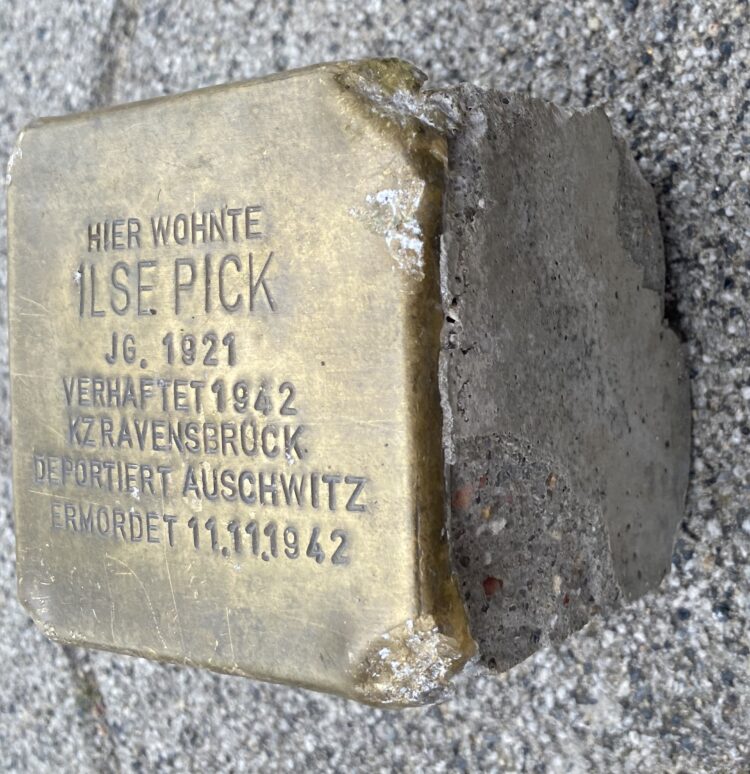 HIER WOHNTE
ILSE PICK
JG. 1921
VERHAFTET 1942
KZ RAVENSBRÜCK
DEPORTIERT AUSCHWITZ
ERMORDET 11.11.1942